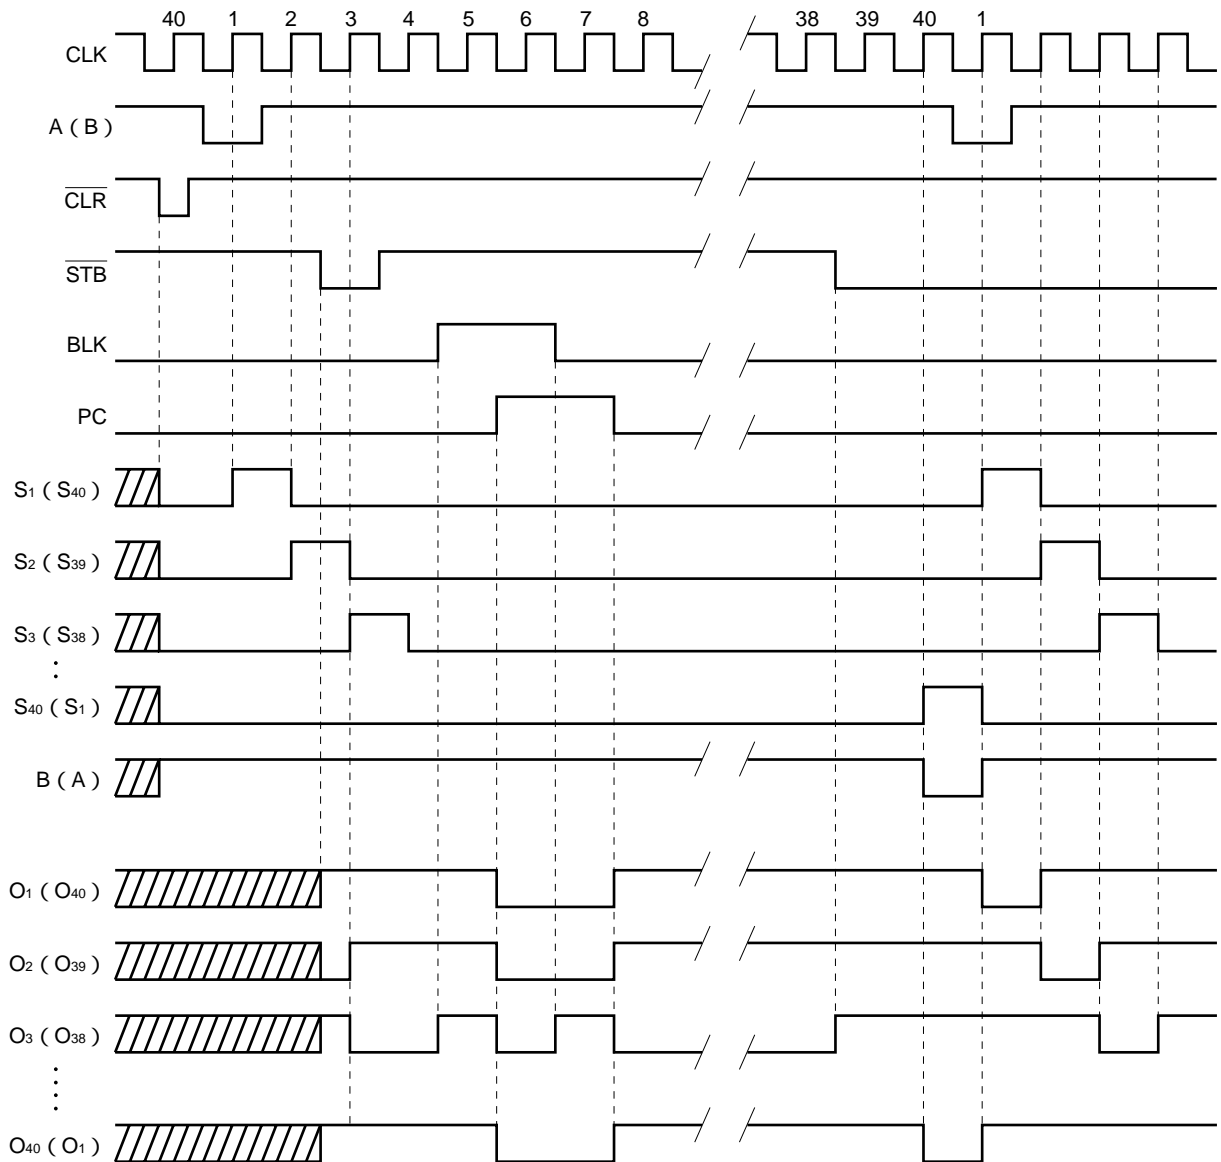 40 1 2 3 4 5 6 7 8 38 39 40 1
CLK
A ( B )
CLR
STB
BLK
PC
S1 ( S40 )
S2 ( S39 )
S3 ( S38 )
S40 ( S1 )
B ( A )
O1 ( O40 )
O2 ( O39 )
O3 ( O38 )
O40 ( O1 )